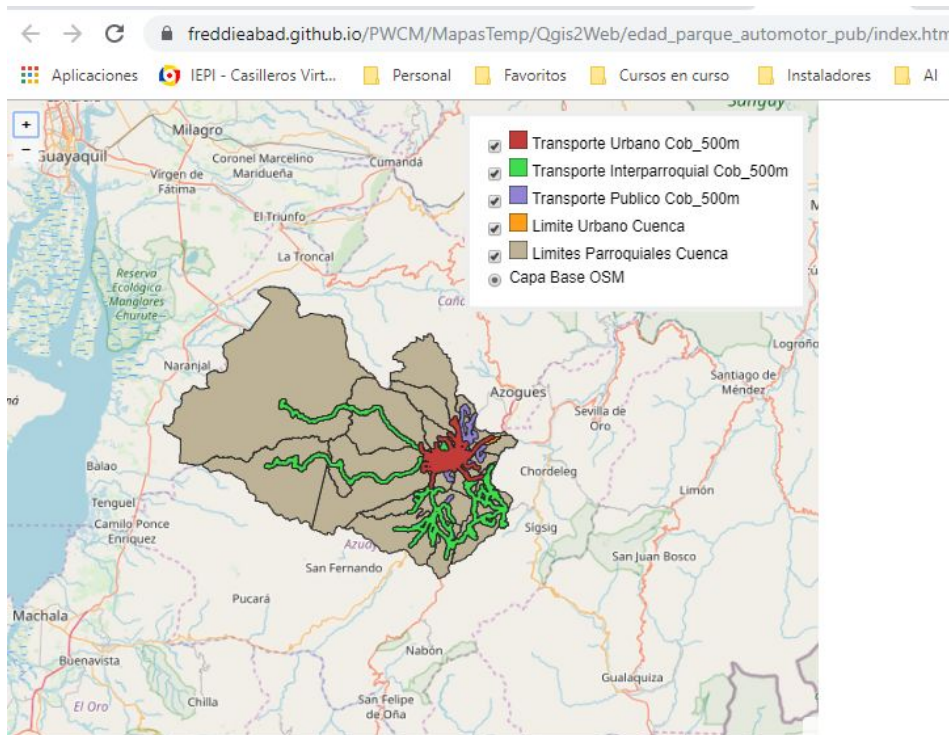 freddieabad.github.io/PWCM/MapasTemp/Qgis2Web/edad_parque_automotor_pub/index.htm
Aplicaciones
IEPI - Casilleros Virt...
Personal
Favoritos
Cursos en curso
Instaladores
AI
+
−
Transporte Urbano Cob_500m
Transporte Interparroquial Cob_500m
Transporte Publico Cob_500m
Limite Urbano Cuenca
Limites Parroquiales Cuenca
Capa Base OSM
Sangay
Milagro
Guayaquil
Coronel Marcelino
Maridueña
Cumandá
Virgen de
Fátima
El Triunfo
La Troncal
Reserva
Ecológica
Manglares
Churute
Naranjal
Logroño
Santiago de
Méndez
Azogues
Sevilla de
Oro
Balao
Chordeleg
Limón
Tenguel
Camilo Ponce
Enriquez
Sígsig
Azuay
San Juan Bosco
San Fernando
Pucará
Machala
Nabón
Buenavista
Gualaquiza
El Oro
Chilla
San Felipe
de Oña